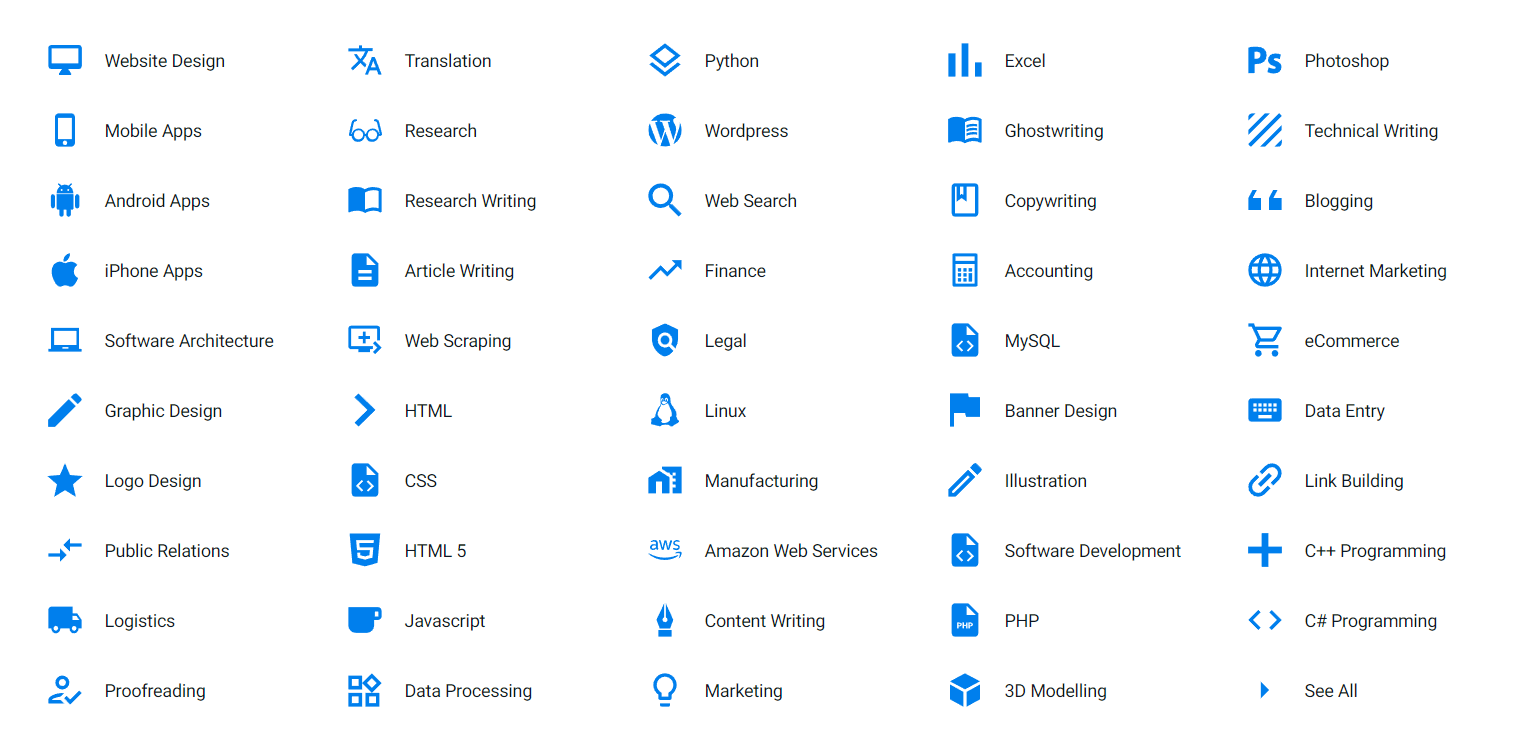 Website Design
Translation
Python
Excel
Ps
Photoshop
Mobile Apps
Research
Wordpress
Ghostwriting
Technical Writing
Android Apps
Research Writing
Web Search
Copywriting
Blogging
iPhone Apps
Article Writing
Finance
Accounting
Internet Marketing
Software Architecture
Web Scraping
Legal
MySQL
eCommerce
Graphic Design
HTML
Linux
Banner Design
Data Entry
Logo Design
CSS
Manufacturing
Illustration
Link Building
Public Relations
HTML 5
aws
Amazon Web Services
Software Development
C++ Programming
Logistics
Javascript
Content Writing
PHP
PHP
C# Programming
Proofreading
Data Processing
Marketing
3D Modelling
See All